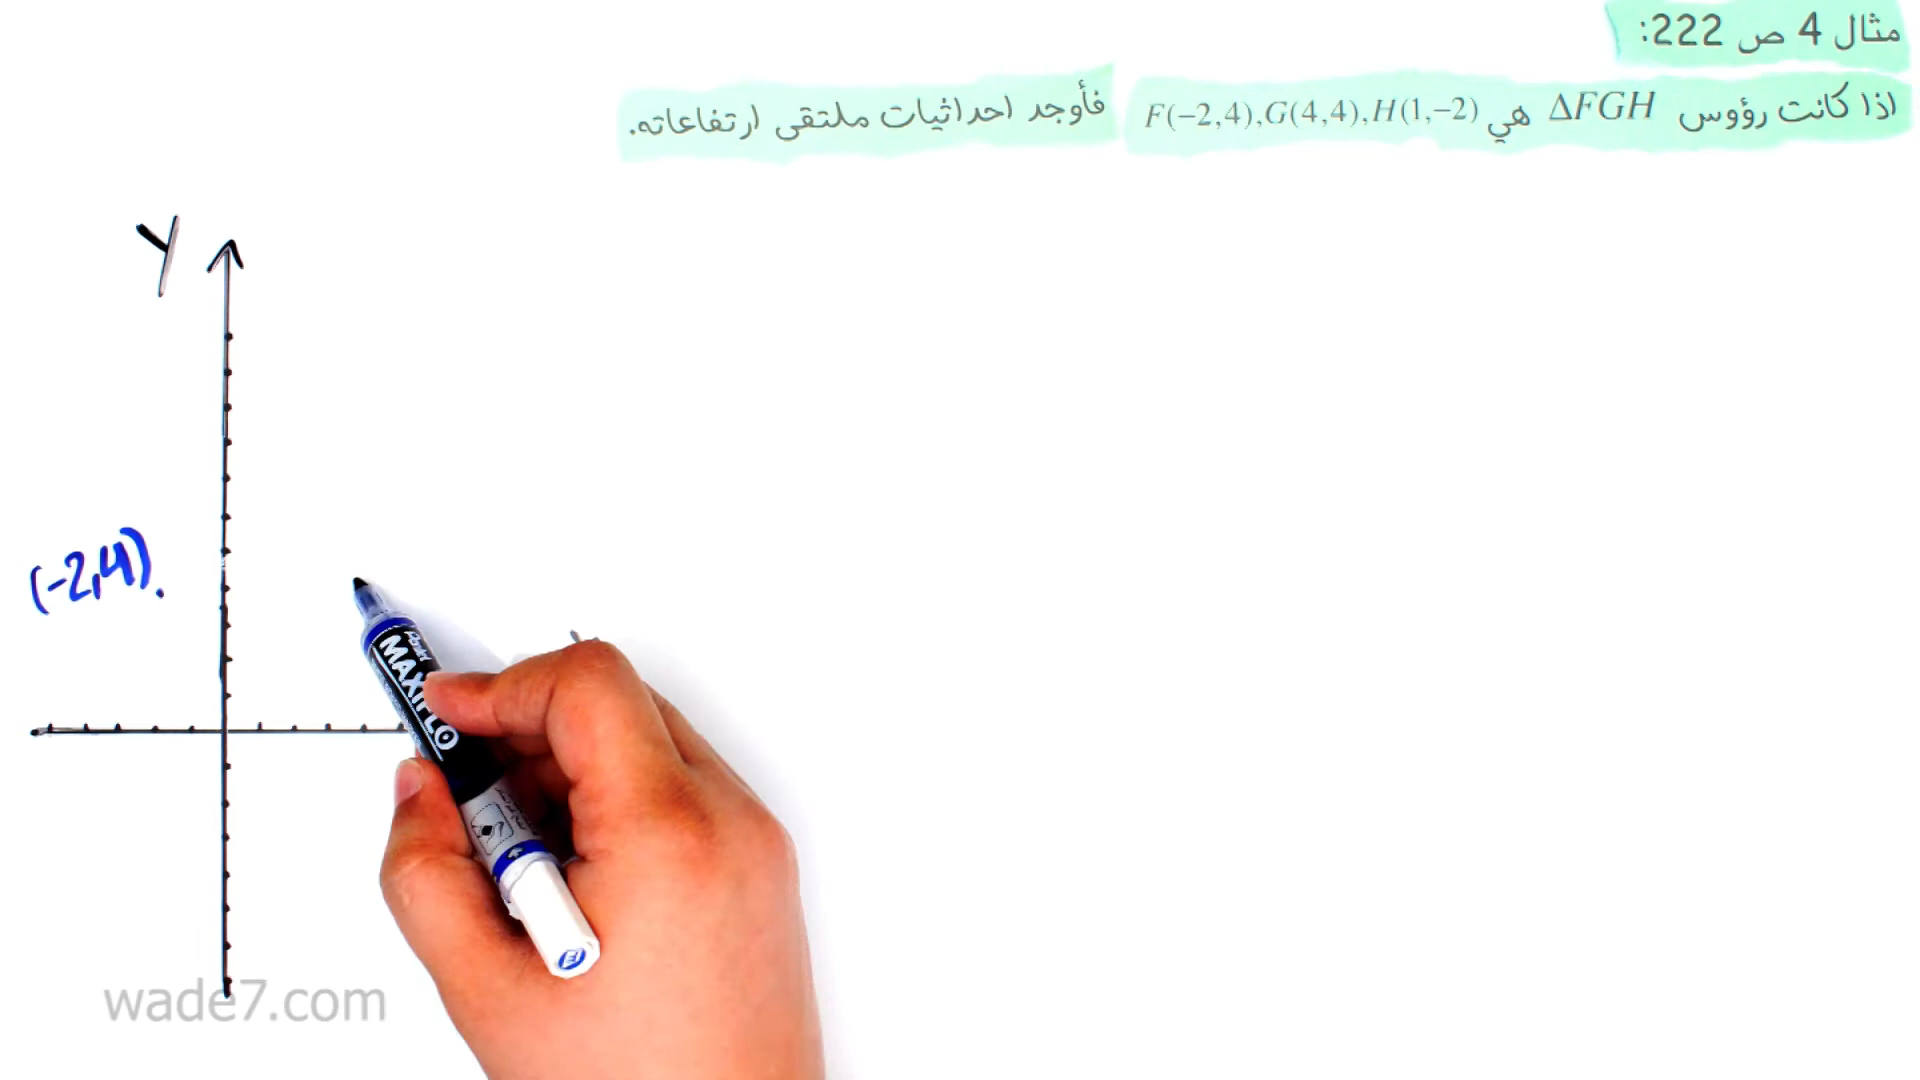 مثال 4 ص 222:
اذا كانت رؤوس ΔFGH هي F(−2,4),G(4,4),H(1,−2) فأوجد احداثيات ملتقى ارتفاعاته.
Y
(-2,4)
MAXIFLO
wade7.com